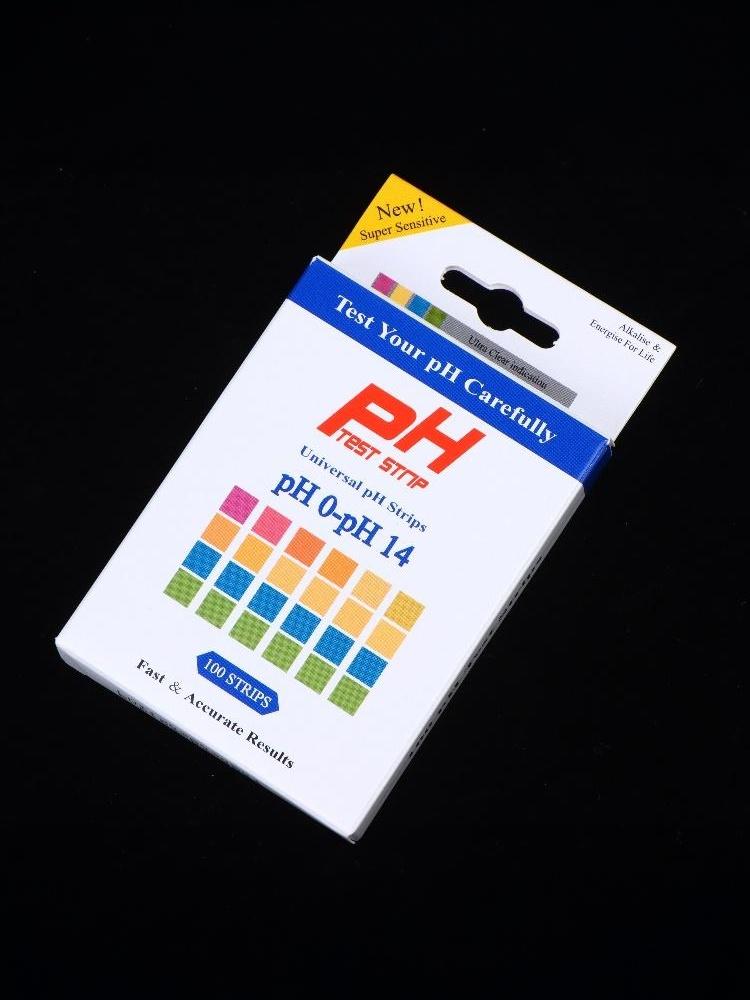 New!
Super Sensitive
Alkalise &
Energise For Life
Ultra Clear indication
Test Your pH Carefully
PH
TEST STRIP
Universal pH Strips
pH 0-pH 14
100 STRIPS
Fast & Accurate Results